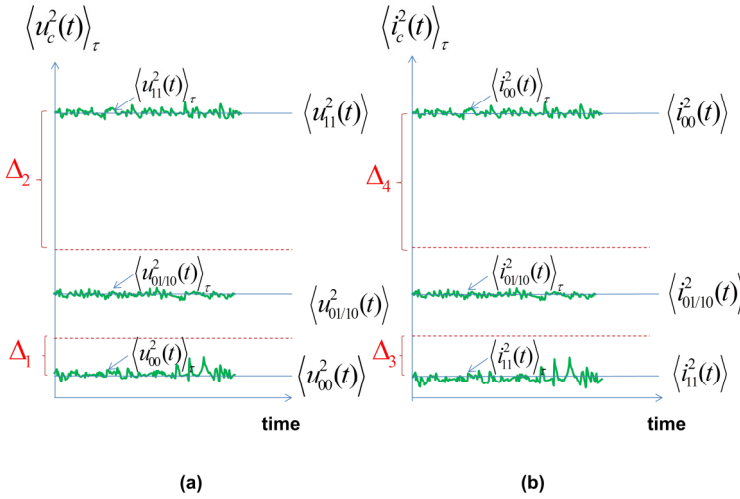 ⟨u_c^2(t)⟩_τ
⟨u_11^2(t)⟩_τ
⟨u_11^2(t)⟩
Δ_2
⟨u_01/10^2(t)⟩_τ
⟨u_01/10^2(t)⟩
Δ_1
⟨u_00^2(t)⟩_τ
⟨u_00^2(t)⟩
time
(a)
⟨i_c^2(t)⟩_τ
⟨i_00^2(t)⟩_τ
⟨i_00^2(t)⟩
Δ_4
⟨i_01/10^2(t)⟩_τ
⟨i_01/10^2(t)⟩
Δ_3
⟨i_11^2(t)⟩_τ
⟨i_11^2(t)⟩
time
(b)